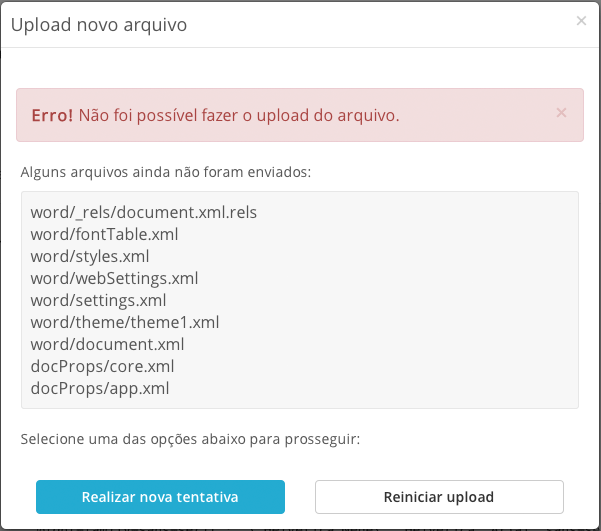 Upload novo arquivo
×
Erro! Não foi possível fazer o upload do arquivo.
×
Alguns arquivos ainda não foram enviados:
word/_rels/document.xml.rels
word/fontTable.xml
word/styles.xml
word/webSettings.xml
word/settings.xml
word/theme/theme1.xml
word/document.xml
docProps/core.xml
docProps/app.xml
Selecione uma das opções abaixo para prosseguir:
Realizar nova tentativa
Reiniciar upload